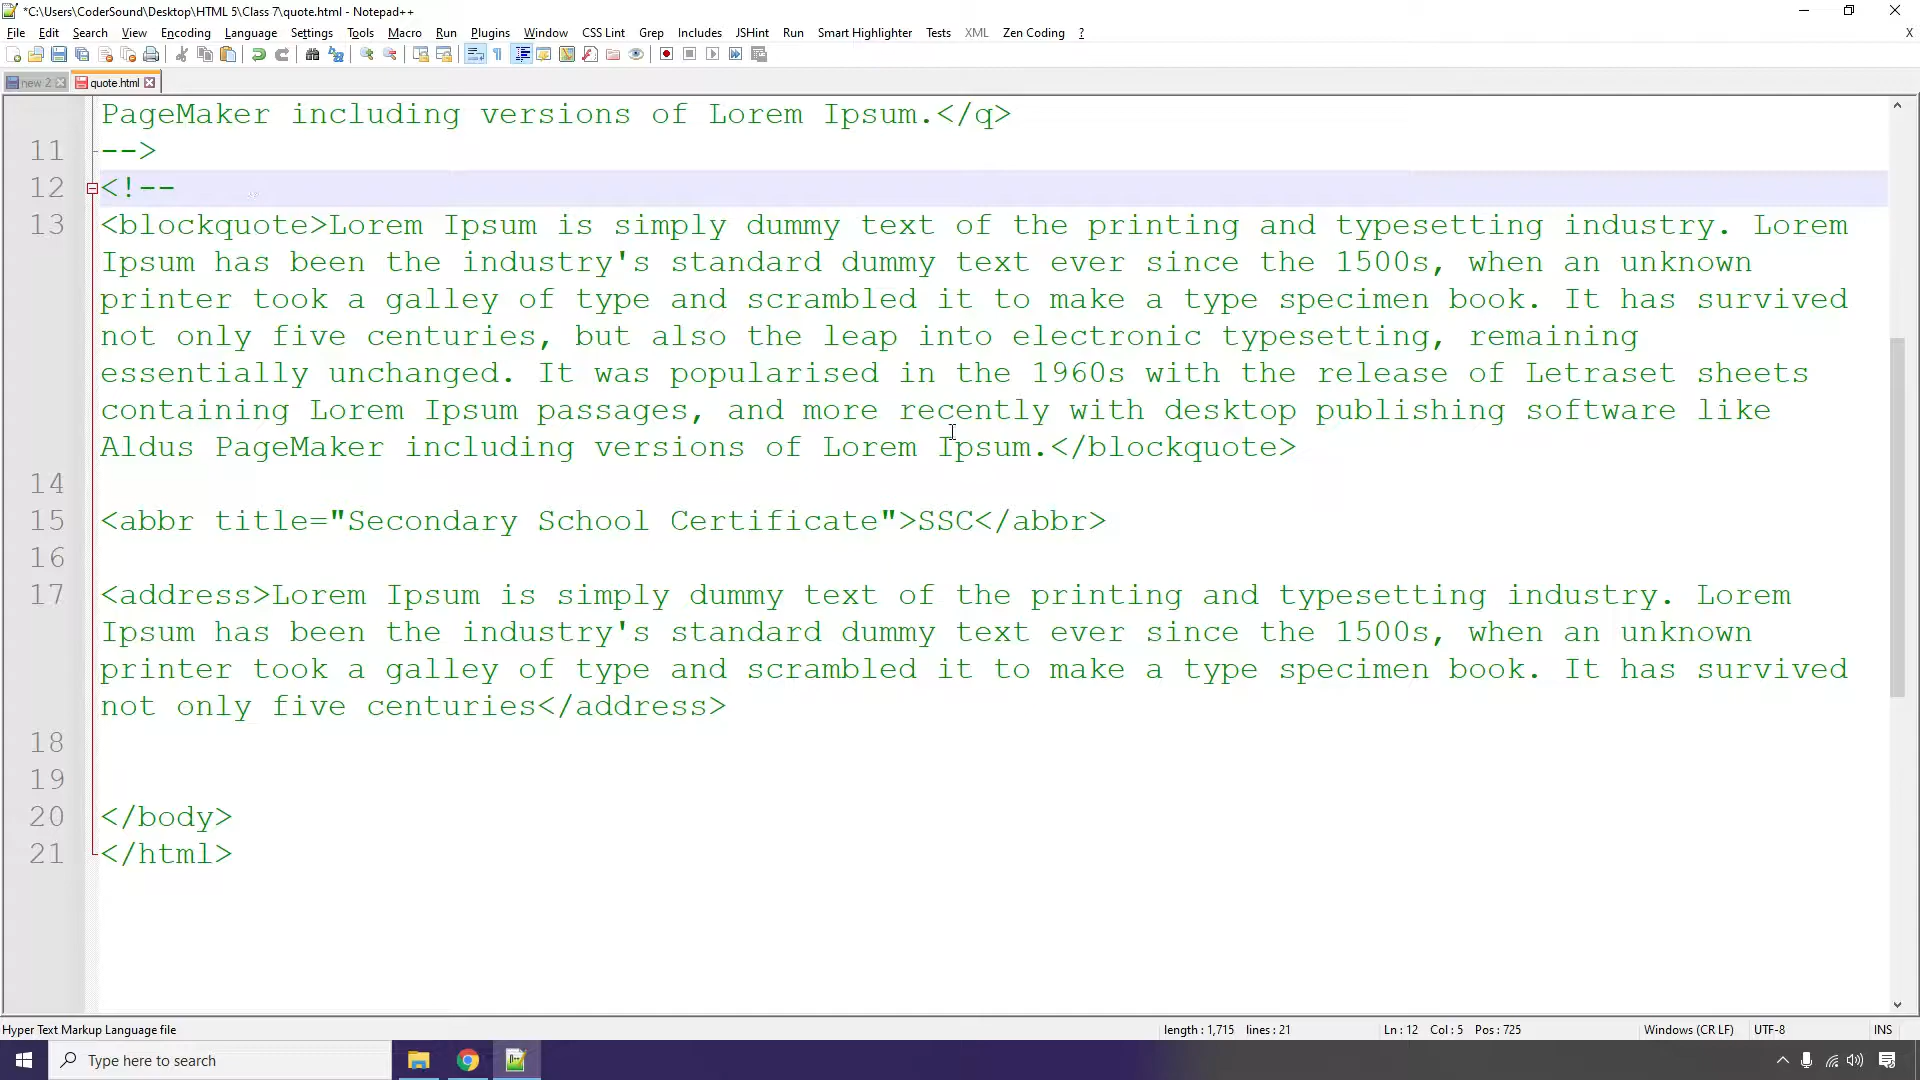 *C:\Users\CoderSound\Desktop\HTML 5\Class 7\quote.html - Notepad++
File Edit Search View Encoding Language Settings Tools Macro Run Plugins Window CSS Lint Grep Includes JSHint Run Smart Highlighter Tests XML Zen Coding ? X
new 2 quote.html
PageMaker including versions of Lorem Ipsum.</q>
11 -->
12 <!--
13 <blockquote>Lorem Ipsum is simply dummy text of the printing and typesetting industry. Lorem
Ipsum has been the industry's standard dummy text ever since the 1500s, when an unknown
printer took a galley of type and scrambled it to make a type specimen book. It has survived
not only five centuries, but also the leap into electronic typesetting, remaining
essentially unchanged. It was popularised in the 1960s with the release of Letraset sheets
containing Lorem Ipsum passages, and more recently with desktop publishing software like
Aldus PageMaker including versions of Lorem Ipsum.</blockquote>
14
15 <abbr title="Secondary School Certificate">SSC</abbr>
16
17 <address>Lorem Ipsum is simply dummy text of the printing and typesetting industry. Lorem
Ipsum has been the industry's standard dummy text ever since the 1500s, when an unknown
printer took a galley of type and scrambled it to make a type specimen book. It has survived
not only five centuries</address>
18
19
20 </body>
21 </html>
Hyper Text Markup Language file length : 1,715 lines : 21 Ln : 12 Col : 5 Pos : 725 Windows (CR LF) UTF-8 INS
Type here to search